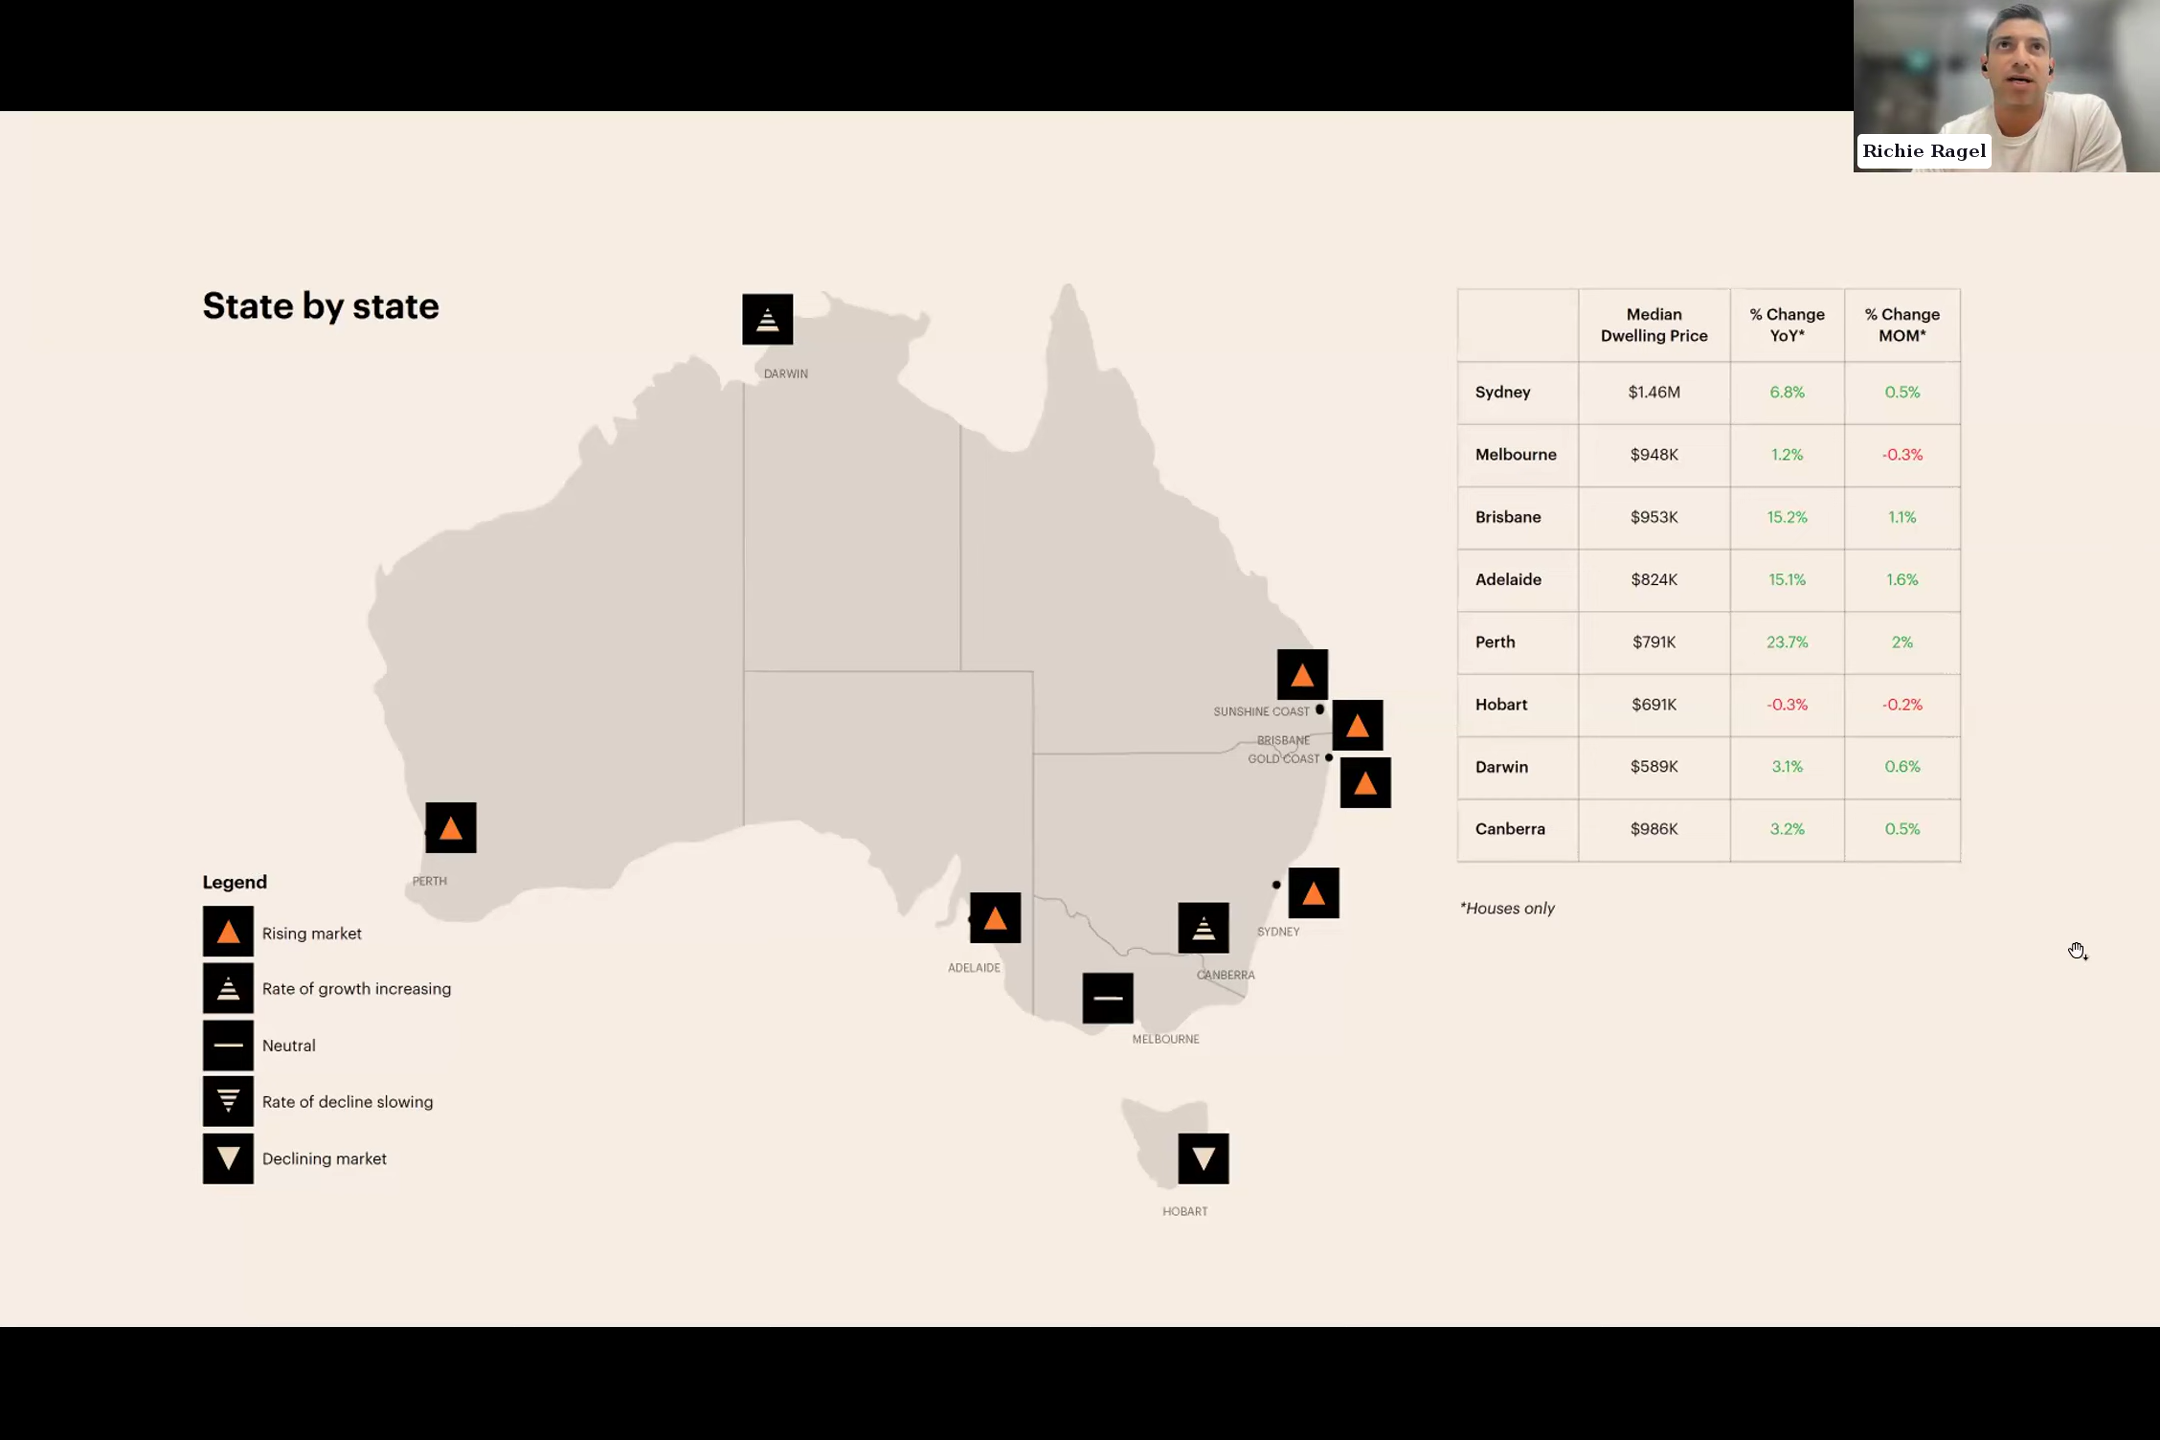 Richie Ragel
State by state
DARWIN
SUNSHINE COAST
BRISBANE
GOLD COAST
PERTH
ADELAIDE
SYDNEY
CANBERRA
MELBOURNE
HOBART
Legend
Rising market
Rate of growth increasing
Neutral
Rate of decline slowing
Declining market
Median Dwelling Price % Change YoY* % Change MOM*
Sydney $1.46M 6.8% 0.5%
Melbourne $948K 1.2% -0.3%
Brisbane $953K 15.2% 1.1%
Adelaide $824K 15.1% 1.6%
Perth $791K 23.7% 2%
Hobart $691K -0.3% -0.2%
Darwin $589K 3.1% 0.6%
Canberra $986K 3.2% 0.5%
*Houses only